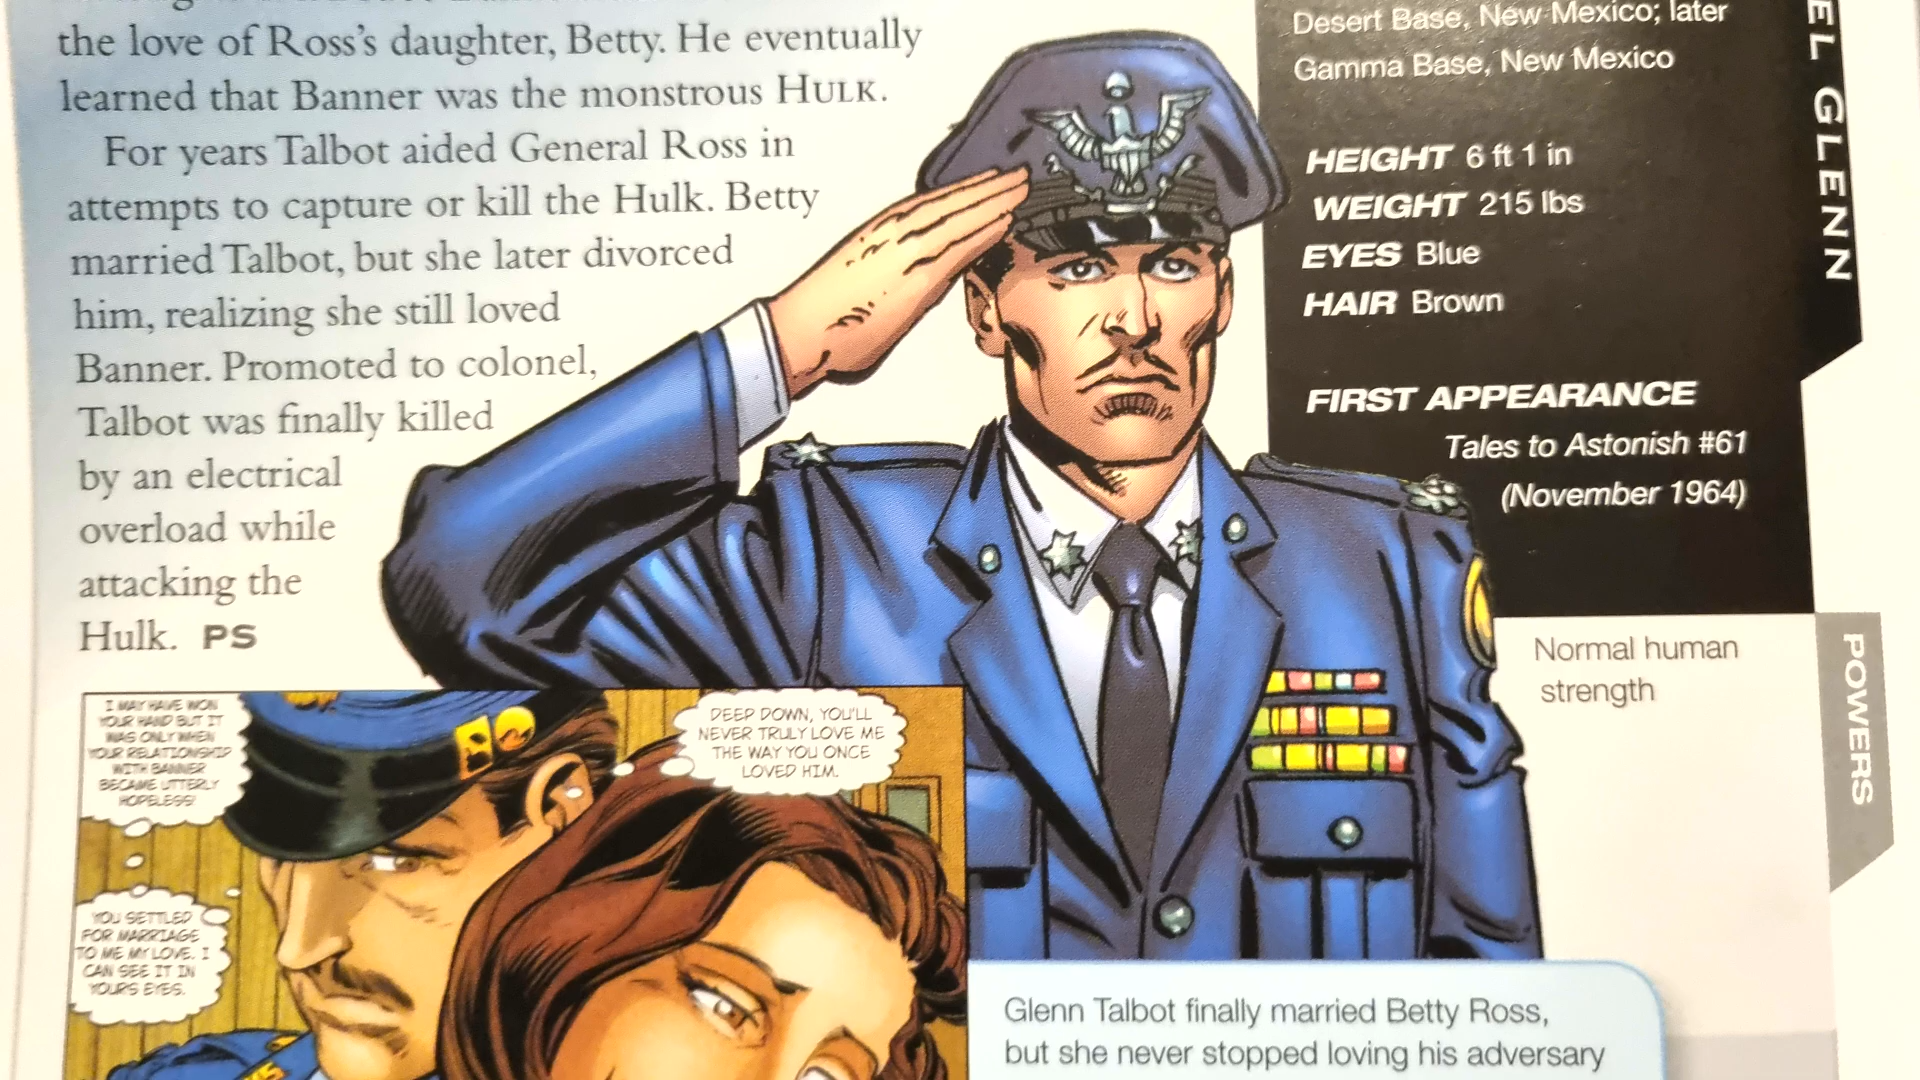 the love of Ross's daughter, Betty. He eventually
learned that Banner was the monstrous HULK.
For years Talbot aided General Ross in
attempts to capture or kill the Hulk. Betty
married Talbot, but she later divorced
him, realizing she still loved
Banner. Promoted to colonel,
Talbot was finally killed
by an electrical
overload while
attacking the
Hulk. PS
Desert Base, New Mexico; later
Gamma Base, New Mexico
HEIGHT 6 ft 1 in
WEIGHT 215 lbs
EYES Blue
HAIR Brown
FIRST APPEARANCE
Tales to Astonish #61
(November 1964)
EL GLENN
POWERS
Normal human
strength
I MAY HAVE WON
YOUR HAND BUT IT
WAS ONLY WHEN
YOUR RELATIONSHIP
WITH BANNER
BECAME UTTERLY
HOPELESS!
DEEP DOWN, YOU'LL
NEVER TRULY LOVE ME
THE WAY YOU ONCE
LOVED HIM.
YOU SETTLED
FOR MARRIAGE
TO ME MY LOVE. I
CAN SEE IT IN
YOURS EYES.
Glenn Talbot finally married Betty Ross,
but she never stopped loving his adversary